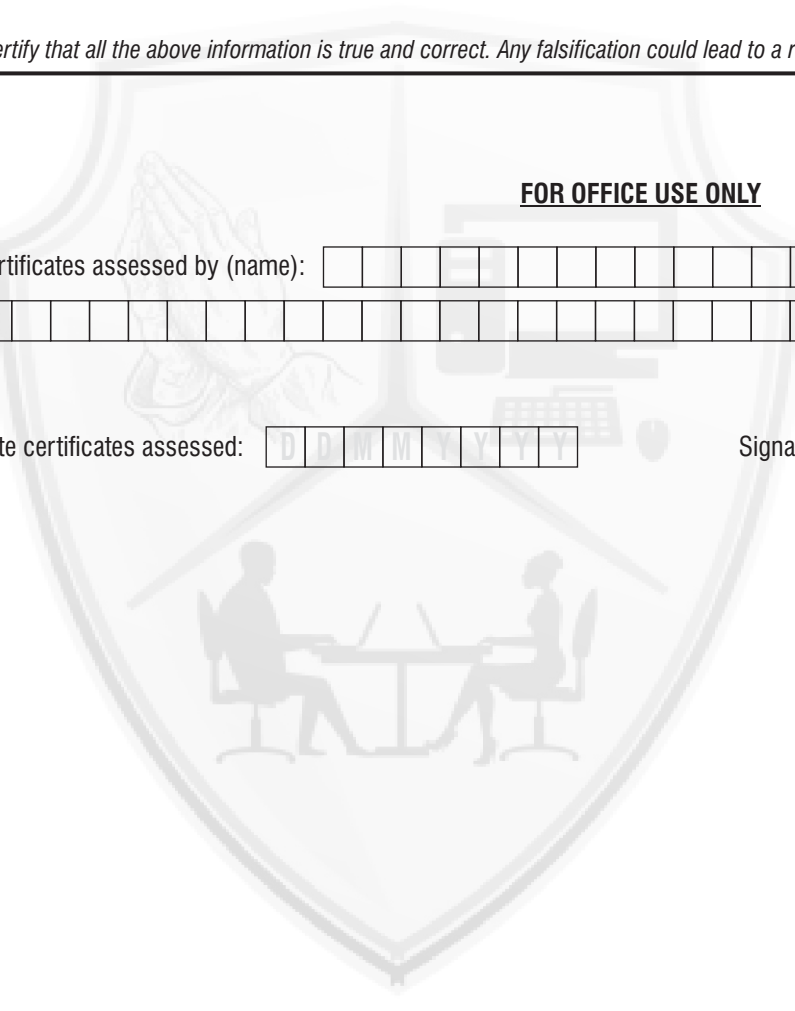 ertify that all the above information is true and correct. Any falsification could lead to a r
FOR OFFICE USE ONLY
rtificates assessed by (name):
te certificates assessed: D D M M Y Y Y Y Signa